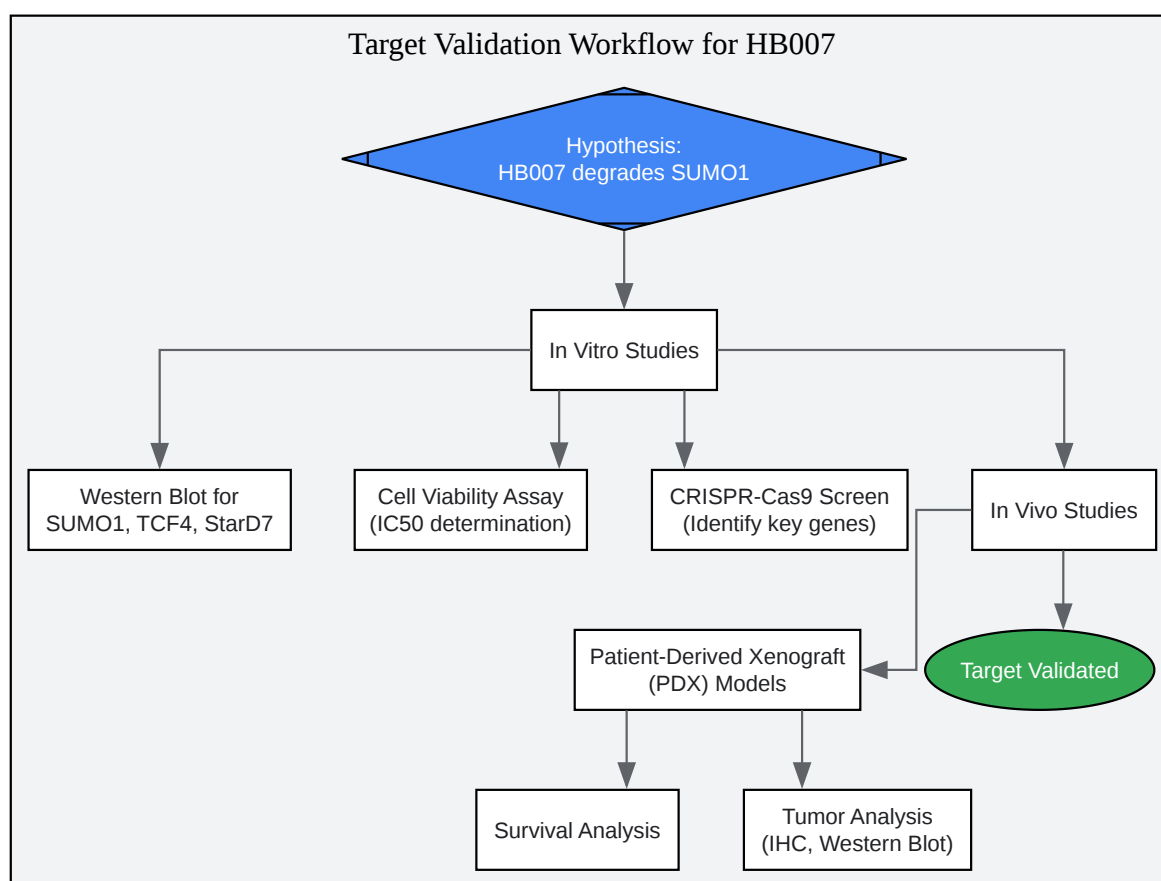 Target Validation Workflow for HB007
Hypothesis:
HB007 degrades SUMO1
In Vitro Studies
Western Blot for
SUMO1, TCF4, StarD7
Cell Viability Assay
(IC50 determination)
CRISPR-Cas9 Screen
(Identify key genes)
In Vivo Studies
Patient-Derived Xenograft
(PDX) Models
Target Validated
Survival Analysis
Tumor Analysis
(IHC, Western Blot)